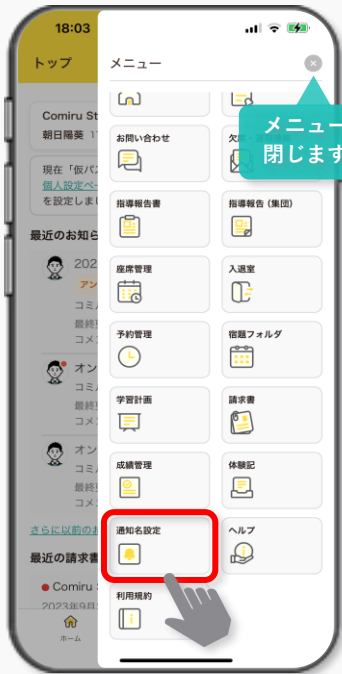 18:03
トップ
メニュー
メニュー
閉じます
Comiru St
朝日陽英
現在「仮パス
個人設定ペー
を設定しまし
お問い合わせ
欠席・
指導報告書
指導報告 (集団)
最近のお知ら
座席管理
入退室
202
アン
コミ
最終
コメ
予約管理
宿題フォルダ
オン
コミ
最終
コメ
学習計画
請求書
成績管理
体験記
オン
コミ
最終
コメ
さらに以前のお
通知名設定
ヘルプ
最近の請求書
Comiru
2023年9月
利用規約
ホーム